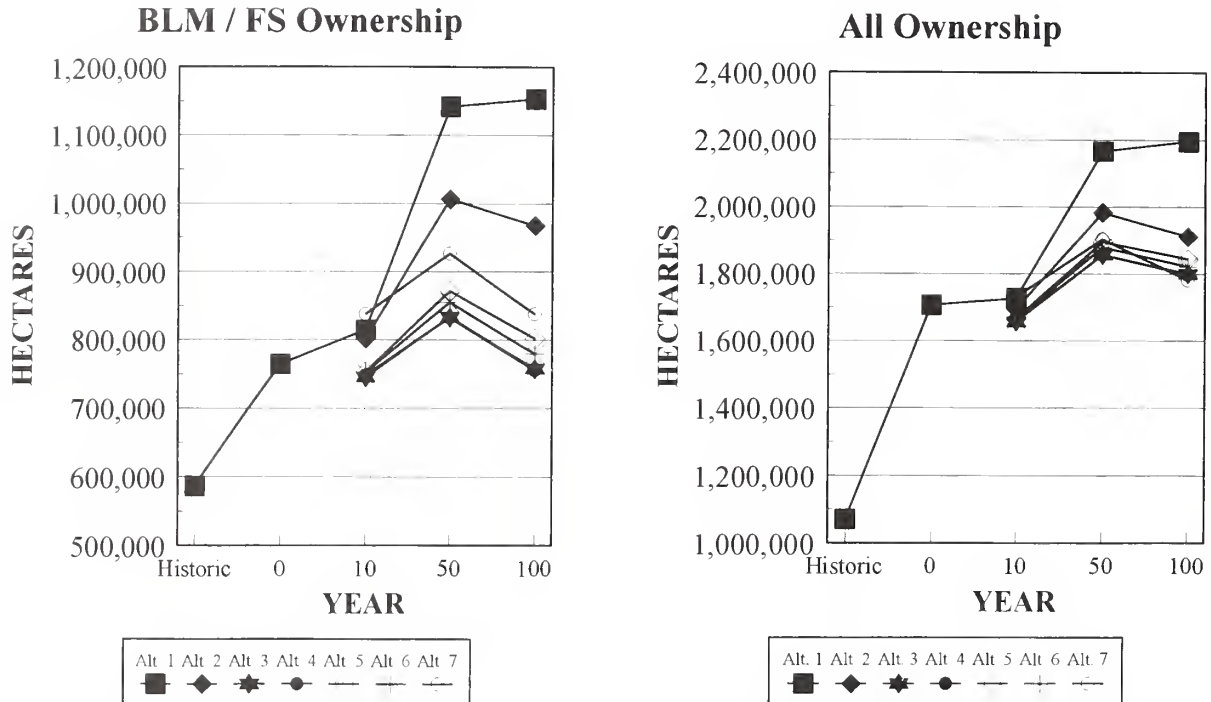 BLM / FS Ownership
1,200,000
1,100,000
1,000,000
900,000
800,000
700,000
600,000
500,000
HECTARES
Historic 0 10 50 100
YEAR
Alt. 1 Alt. 2 Alt. 3 Alt. 4 Alt. 5 Alt. 6 Alt. 7
All Ownership
2,400,000
2,200,000
2,000,000
1,800,000
1,600,000
1,400,000
1,200,000
1,000,000
HECTARES
Historic 0 10 50 100
YEAR
Alt. 1 Alt. 2 Alt. 3 Alt. 4 Alt. 5 Alt. 6 Alt. 7